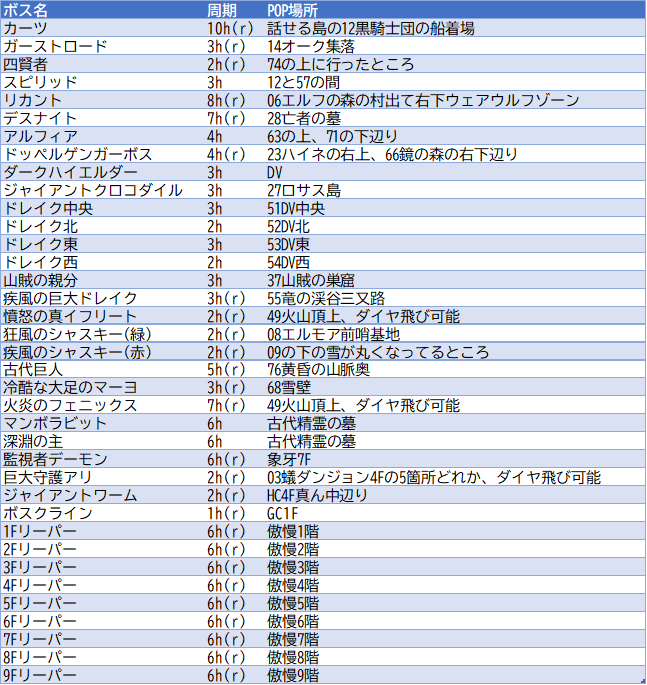 ボス名 周期 POP場所
カーツ 10h(r) 話せる島の12黒騎士団の船着場
ガーストロード 3h(r) 14オーク集落
四賢者 2h(r) 74の上に行ったところ
スピリッド 3h 12と57の間
リカント 8h(r) 06エルフの森の村出て右下ウェアウルフゾーン
デスナイト 7h(r) 28亡者の墓
アルフィア 4h 63の上、71の下辺り
ドッペルゲンガーボス 4h(r) 23ハイネの右上、66鏡の森の右下辺り
ダークハイエルダー 3h DV
ジャイアントクロコダイル 3h 27ロサス島
ドレイク中央 3h 51DV中央
ドレイク北 2h 52DV北
ドレイク東 3h 53DV東
ドレイク西 2h 54DV西
山賊の親分 3h 37山賊の巣窟
疾風の巨大ドレイク 3h(r) 55竜の渓谷三又路
憤怒の真イフリート 2h(r) 49火山頂上、ダイヤ飛び可能
狂風のシャスキー(緑) 2h(r) 08エルモア前哨基地
疾風のシャスキー(赤) 2h(r) 09の下の雪が丸くなってるところ
古代巨人 5h(r) 76黄昏の山脈奥
冷酷な大足のマーヨ 3h(r) 68雪壁
火炎のフェニックス 7h(r) 49火山頂上、ダイヤ飛び可能
マンボラビット 6h 古代精霊の墓
深淵の主 6h 古代精霊の墓
監視者デーモン 6h(r) 象牙7F
巨大守護アリ 2h(r) 03蟻ダンジョン4Fの5箇所どれか、ダイヤ飛び可能
ジャイアントワーム 2h(r) HC4F真ん中辺り
ボスクライン 1h(r) GC1F
1Fリーパー 6h(r) 傲慢1階
2Fリーパー 6h(r) 傲慢2階
3Fリーパー 6h(r) 傲慢3階
4Fリーパー 6h(r) 傲慢4階
5Fリーパー 6h(r) 傲慢5階
6Fリーパー 6h(r) 傲慢6階
7Fリーパー 6h(r) 傲慢7階
8Fリーパー 6h(r) 傲慢8階
9Fリーパー 6h(r) 傲慢9階